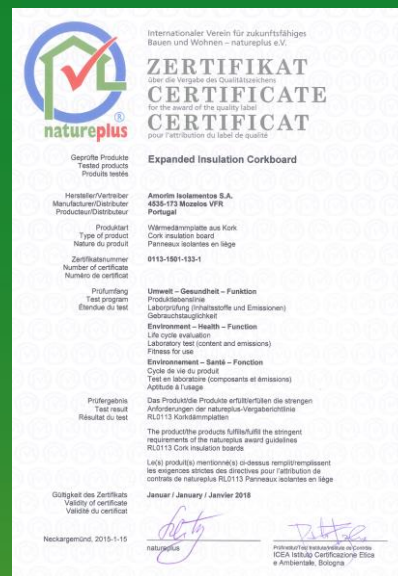 Internationaler Verein für zukunftsfähiges
Bauen und Wohnen – natureplus e.V.
ZERTIFIKAT
über die Vergabe des Qualitätszeichens
CERTIFICATE
for the award of the quality label
CERTIFICAT
pour l'attribution du label de qualité
natureplus
®
Geprüfte Produkte
Tested products
Produits testés
Expanded Insulation Corkboard
Hersteller/Vertreiber
Manufacturer/Distributer
Producteur/Distributeur
Amorim Isolamentos S.A.
4535-173 Mozelos VFR
Portugal
Produktart
Type of product
Nature du produit
Wärmedämmplatte aus Kork
Cork insulation board
Panneaux isolantes en liège
Zertifikatsnummer
Number of certificate
Numéro de certificat
0113-1501-133-1
Prüfumfang
Test program
Étendue du test
Umwelt – Gesundheit – Funktion
Produktlebenslinie
Laborprüfung (Inhaltsstoffe und Emissionen)
Gebrauchstauglichkeit
Environment – Health – Function
Life cycle evaluation
Laboratory test (content and emissions)
Fitness for use
Environnement – Santé – Fonction
Cycle de vie du produit
Test en laboratoire (composants et émissions)
Aptitude à l'usage
Prüfergebnis
Test result
Résultat du test
Das Produkt/die Produkte erfüllt/erfüllen die strengen
Anforderungen der natureplus-Vergaberichtlinie
RL0113 Korkdämmplatten
The product/the products fulfills/fulfill the stringent
requirements of the natureplus award guidelines
RL0113 Cork insulation boards
Le(s) produit(s) mentionné(s) ci-dessus remplit/remplissent
les exigences strictes des directives pour l'attribution de
contrats de natureplus RL0113 Panneaux isolantes en liège
Gültigkeit des Zertifikats
Validity of certificate
Validité du certificat
Januar / January / Janvier 2018
Neckargemünd, 2015-1-15
natureplus
ICEA Istituto Certificazione Etica
e Ambientale, Bologna